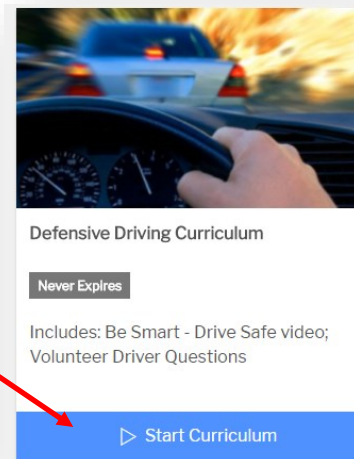 Defensive Driving Curriculum
Never Expires
Includes: Be Smart - Drive Safe video;
Volunteer Driver Questions
Start Curriculum